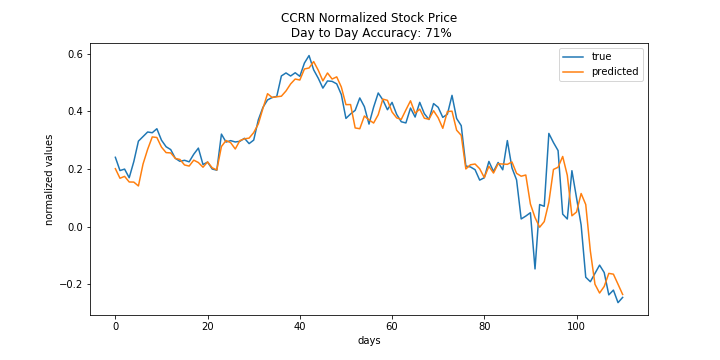 CCRN Normalized Stock Price
Day to Day Accuracy: 71%
true
predicted
normalized values
0.6
0.4
0.2
0.0
−0.2
0
20
40
60
80
100
days